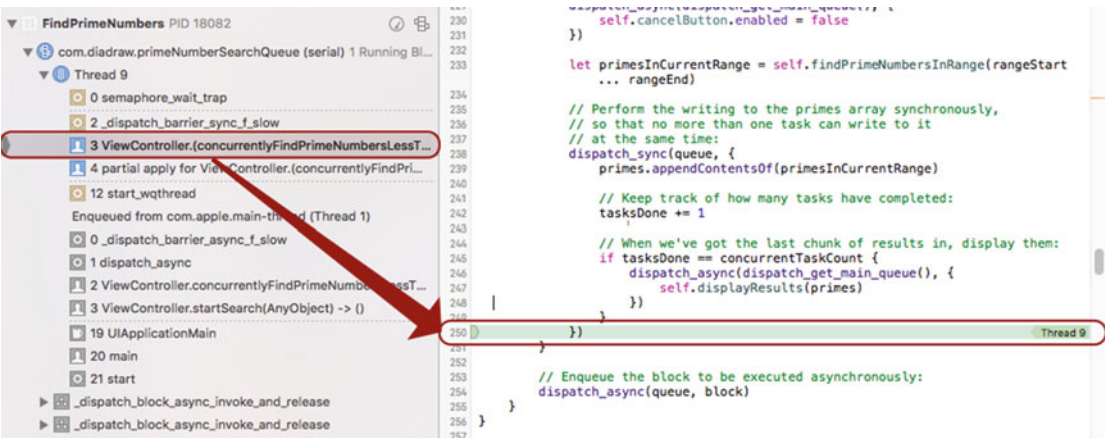 FindPrimeNumbers PID 18082
com.diadraw.primeNumberSearchQueue (serial) 1 Running Bl...
Thread 9
0 semaphore_wait_trap
2 _dispatch_barrier_sync_f_slow
3 ViewController.(concurrentlyFindPrimeNumbersLessT...
4 partial apply for ViewController.(concurrentlyFindPri...
12 start_wqthread
Enqueued from com.apple.main-thread (Thread 1)
0 _dispatch_barrier_async_f_slow
1 dispatch_async
2 ViewController.concurrentlyFindPrimeNumbersLessT...
3 ViewController.startSearch(AnyObject) -> ()
19 UIApplicationMain
20 main
21 start
_dispatch_block_async_invoke_and_release
_dispatch_block_async_invoke_and_release
229 dispatch_async(dispatch_get_main_queue(), {
230 self.cancelButton.enabled = false
231 })
232
233 let primesInCurrentRange = self.findPrimeNumbersInRange(rangeStart
... rangeEnd)
234
235 // Perform the writing to the primes array synchronously,
236 // so that no more than one task can write to it
237 // at the same time:
238 dispatch_sync(queue, {
239 primes.appendContentsOf(primesInCurrentRange)
240
241 // Keep track of how many tasks have completed:
242 tasksDone += 1
243
244 // When we've got the last chunk of results in, display them:
245 if tasksDone == concurrentTaskCount {
246 dispatch_async(dispatch_get_main_queue(), {
247 self.displayResults(primes)
248 })
249 }
250 }) Thread 9
251 }
252
253 // Enqueue the block to be executed asynchronously:
254 dispatch_async(queue, block)
255 }
256 }
257